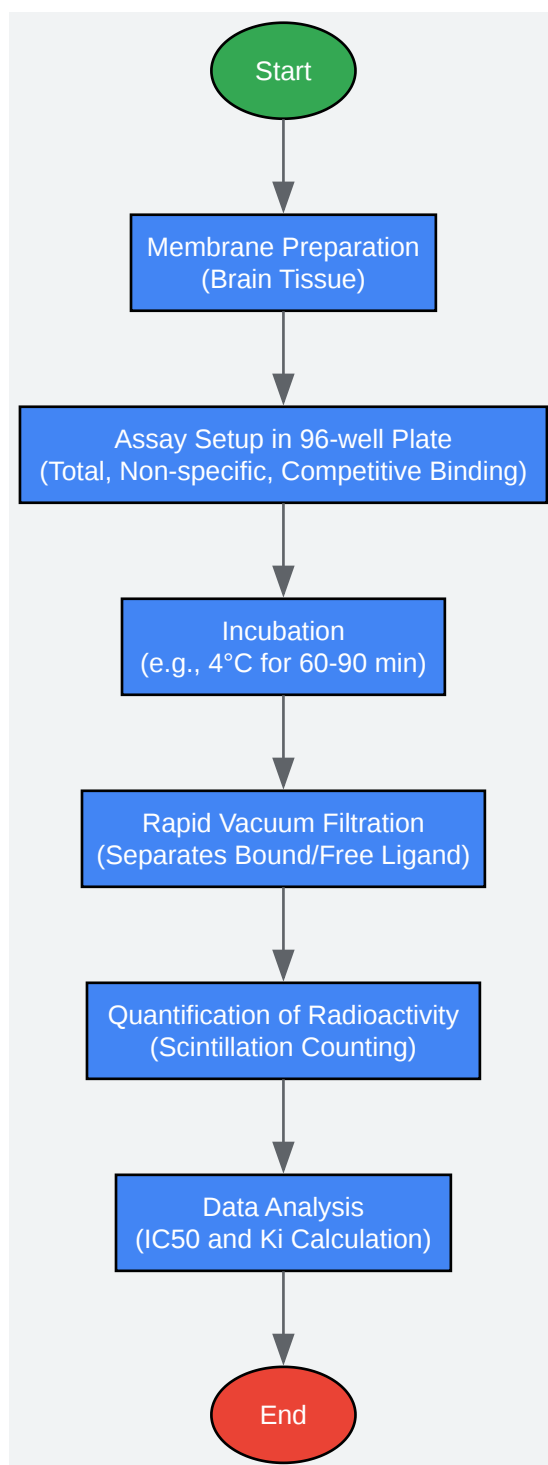 Start
Membrane Preparation
(Brain Tissue)
Assay Setup in 96-well Plate
(Total, Non-specific, Competitive Binding)
Incubation
(e.g., 4°C for 60-90 min)
Rapid Vacuum Filtration
(Separates Bound/Free Ligand)
Quantification of Radioactivity
(Scintillation Counting)
Data Analysis
(IC50 and Ki Calculation)
End